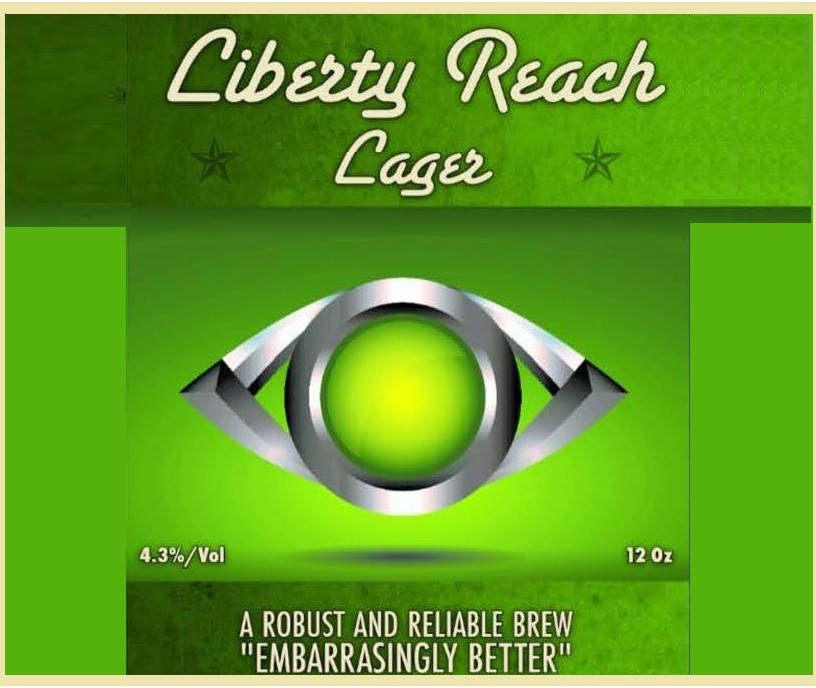 Liberty Reach
Lager
4.3%/Vol
12 Oz
A ROBUST AND RELIABLE BREW
"EMBARRASINGLY BETTER"